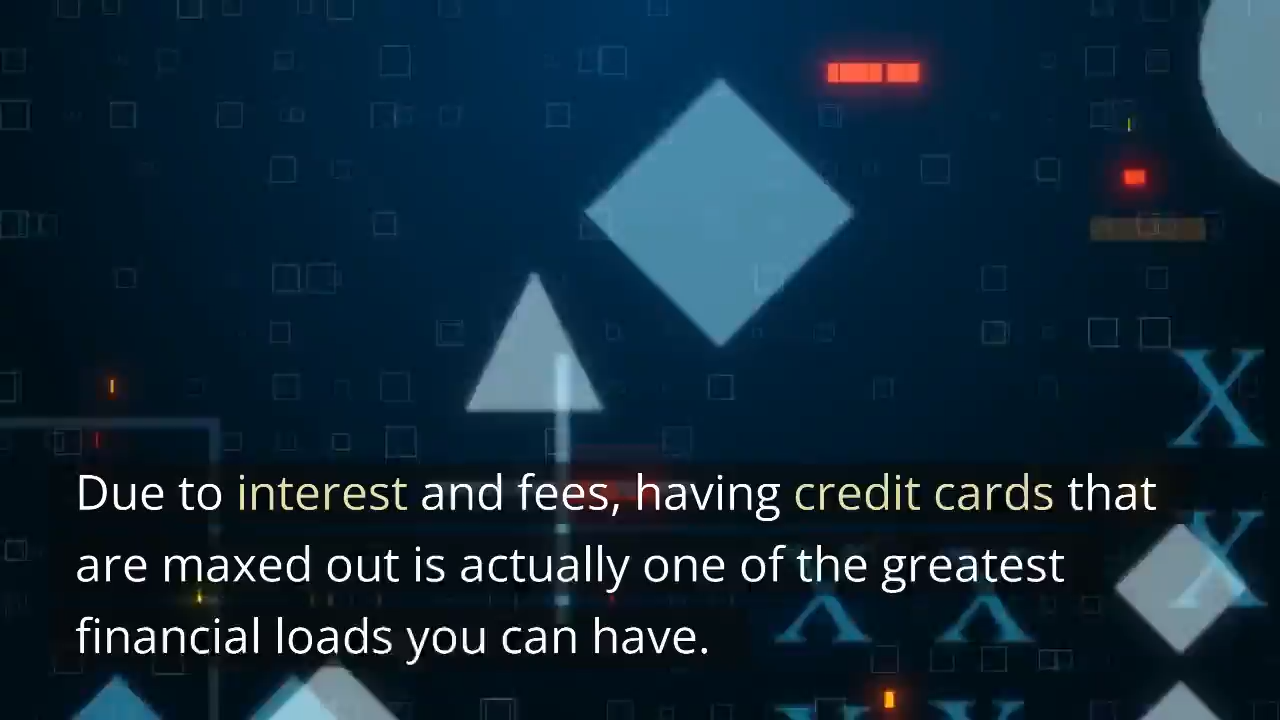 X
Due to interest and fees, having credit cards that
are maxed out is actually one of the greatest
financial loads you can have.
X
X X
X X